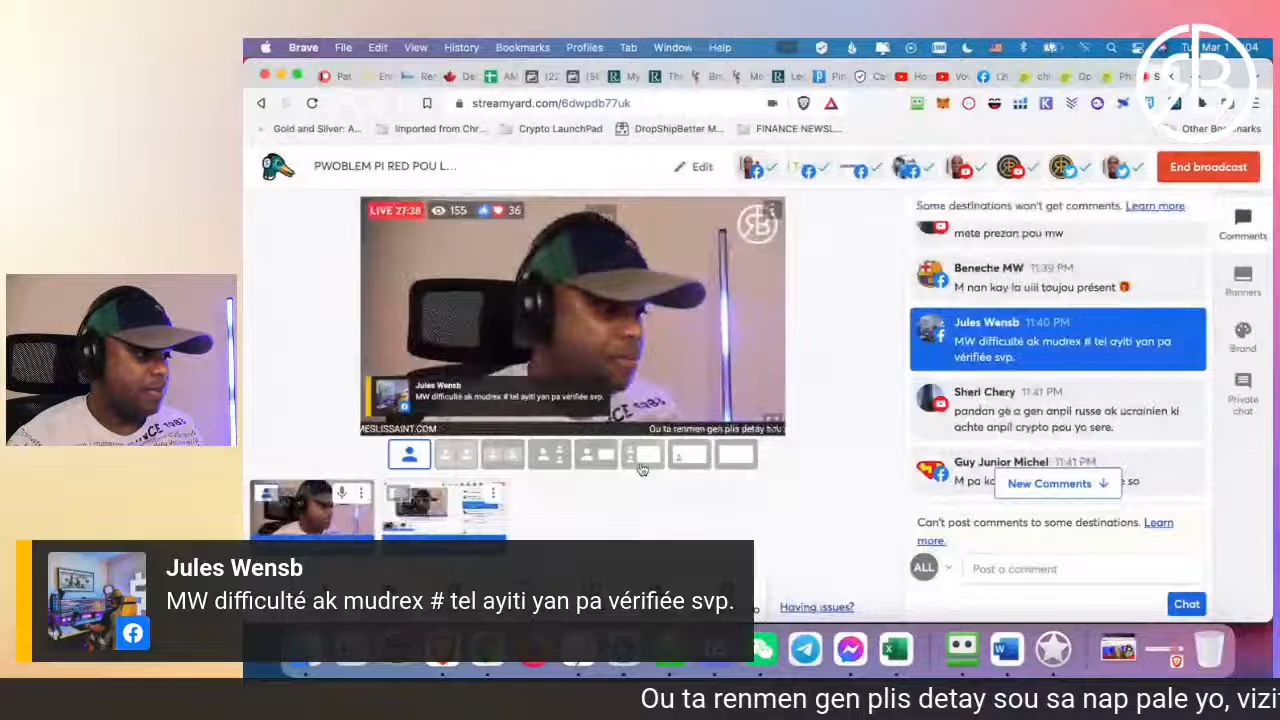 Brave File Edit View History Bookmarks Profiles Tab Window Help
streamyard.com/6dwpdb77uk
Gold and Silver: A... Imported from Chr... Crypto LaunchPad DropShipBetter M... FINANCE NEWSL... Other Bookmarks
PWOBLEM PI RED POU L... Edit End broadcast
LIVE 27:38 155 36
Jules Wensb
MW difficulté ak mudrex # tel ayiti yan pa vérifiée svp.
MESLISSAINT.COM Ou ta renmen gen plis detay sou
Some destinations won't get comments. Learn more
mete prezan pou mw
Beneche MW 11:39 PM
M nan kay la uiii toujou présent
Jules Wensb 11:40 PM
MW difficulté ak mudrex # tel ayiti yan pa
vérifiée svp.
Sheri Chery 11:41 PM
pandan ge a gen anpil russe ak ucrainien ki
achte anpil crypto pou yo sere.
Guy Junior Michel 11:41 PM
New Comments
Can't post comments to some destinations. Learn
more.
ALL Post a comment
Chat
Comments
Banners
Brand
Private
chat
Having issues?
Jules Wensb
MW difficulté ak mudrex # tel ayiti yan pa vérifiée svp.
Ou ta renmen gen plis detay sou sa nap pale yo, vizi